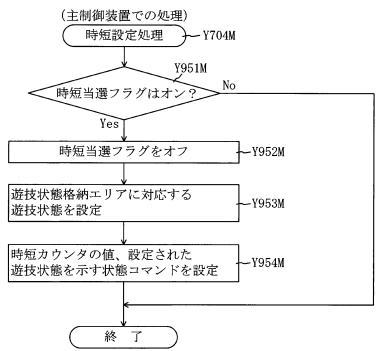 (主制御装置での処理)
時短設定処理
Y704M
Y951M
時短当選フラグはオン?
No
Yes
時短当選フラグをオフ
Y952M
遊技状態格納エリアに対応する
遊技状態を設定
Y953M
時短カウンタの値、設定された
遊技状態を示す状態コマンドを設定
Y954M
終 了